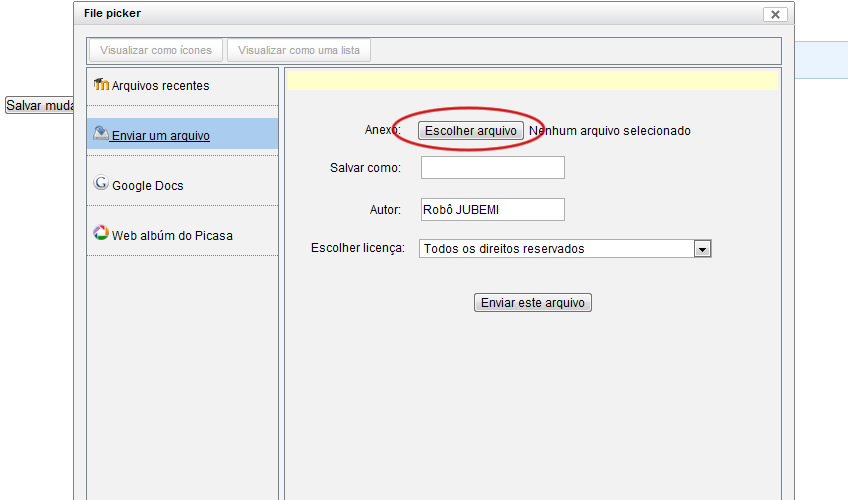 File picker
Visualizar como ícones
Visualizar como uma lista
Arquivos recentes
Salvar muda
Enviar um arquivo
Google Docs
Web albúm do Picasa
Anexo: Escolher arquivo Nenhum arquivo selecionado
Salvar como:
Autor: Robô JUBEMI
Escolher licença: Todos os direitos reservados
Enviar este arquivo